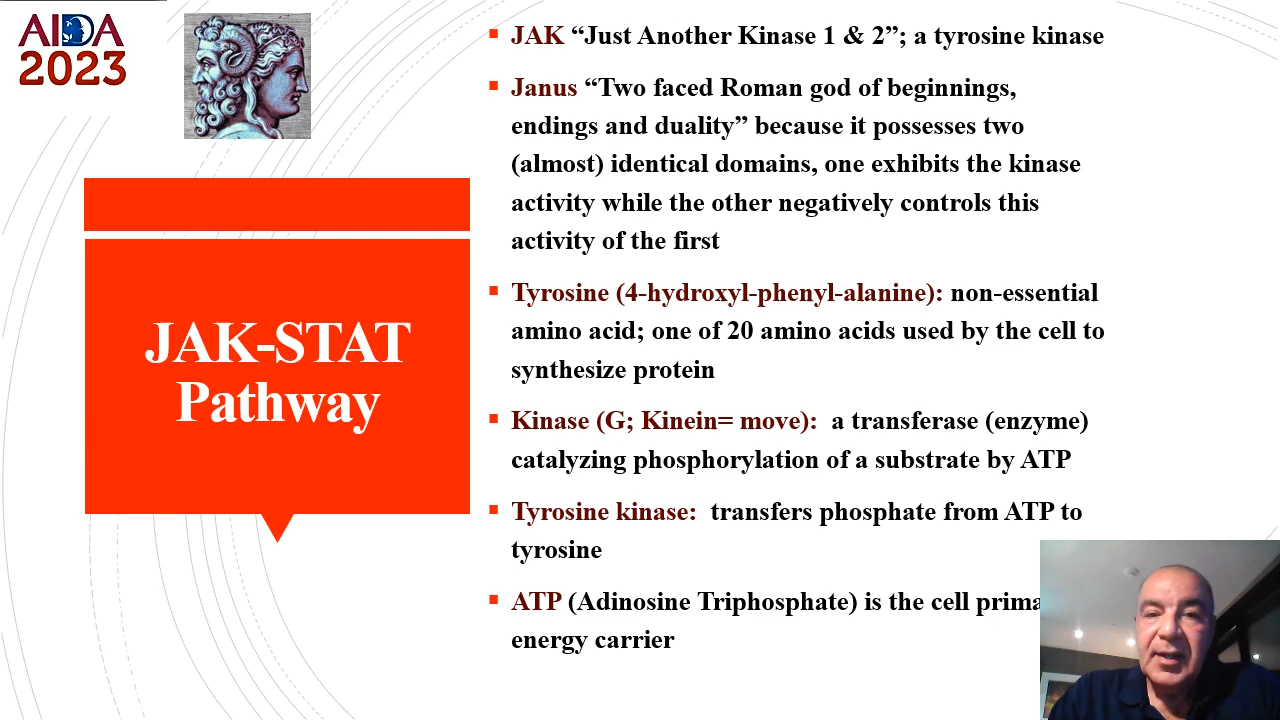 AIDA
2023
JAK-STAT
Pathway
JAK “Just Another Kinase 1 & 2”; a tyrosine kinase
Janus “Two faced Roman god of beginnings,
endings and duality” because it possesses two
(almost) identical domains, one exhibits the kinase
activity while the other negatively controls this
activity of the first
Tyrosine (4-hydroxyl-phenyl-alanine): non-essential
amino acid; one of 20 amino acids used by the cell to
synthesize protein
Kinase (G; Kinein= move): a transferase (enzyme)
catalyzing phosphorylation of a substrate by ATP
Tyrosine kinase: transfers phosphate from ATP to
tyrosine
ATP (Adinosine Triphosphate) is the cell
energy carrier